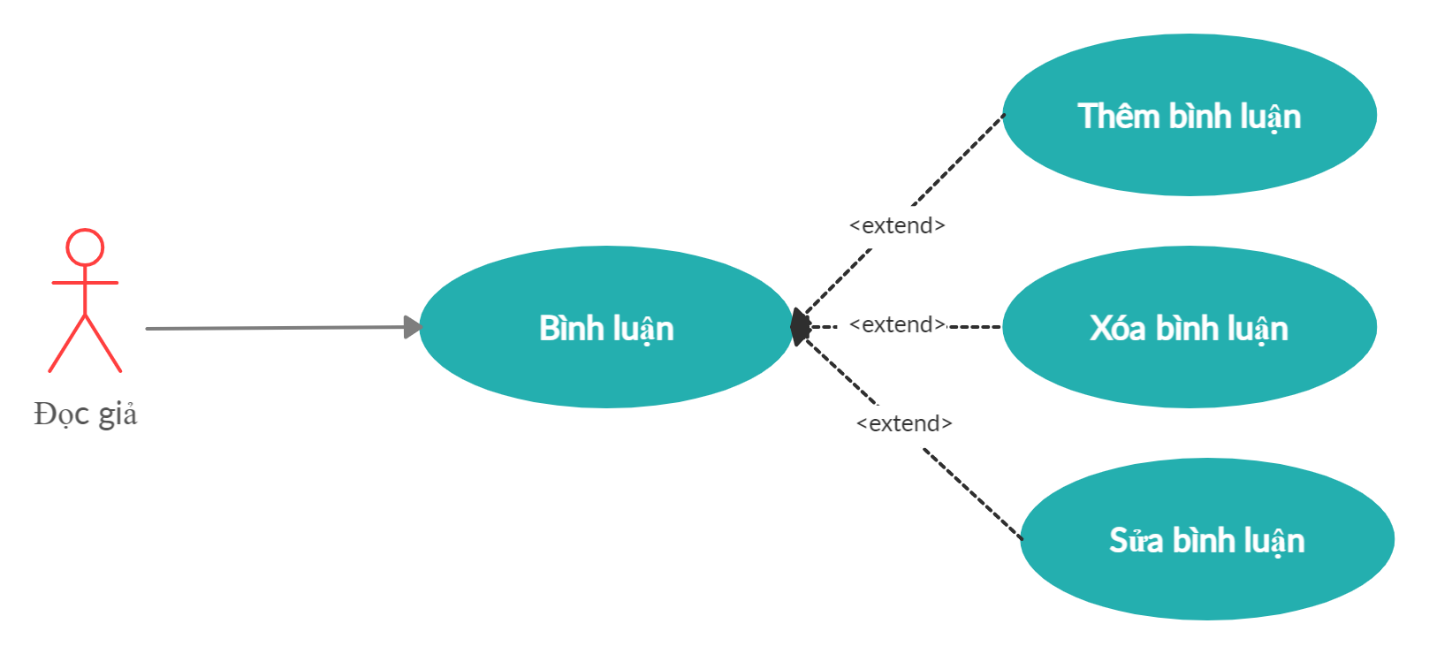 Thêm bình luận
<extend>
Đọc giả
Bình luận
<extend>
Xóa bình luận
<extend>
Sửa bình luận